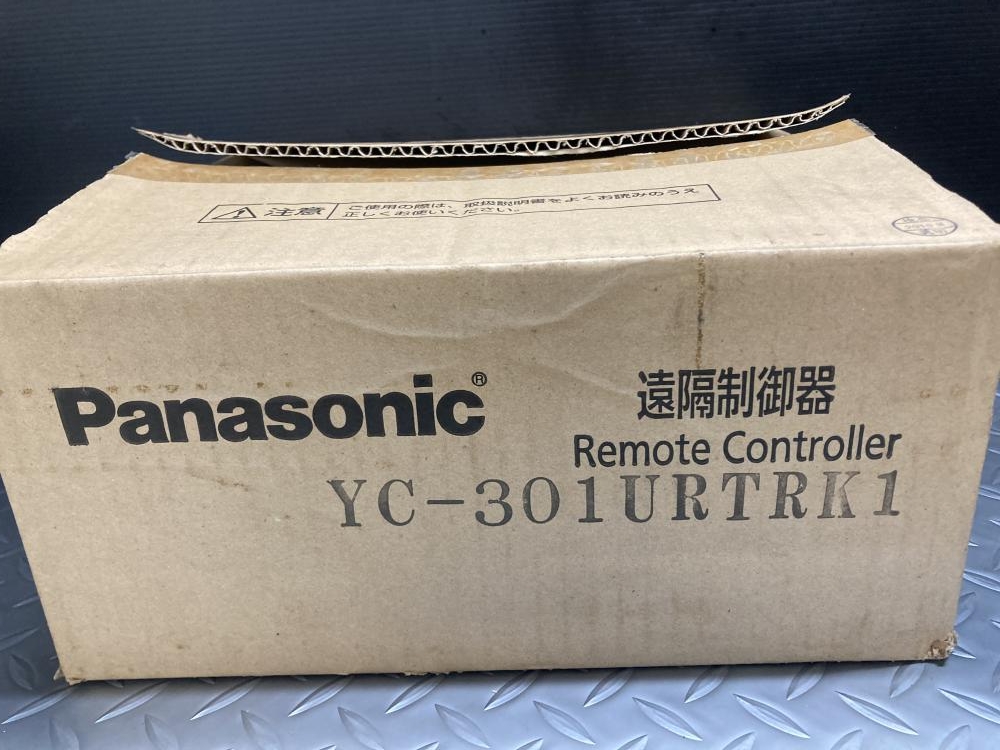 注意 ご使用の際は、取扱説明書をよくお読みのうえ
正しくお使いください。
Panasonic®
遠隔制御器
Remote Controller
YC-301URTRK1